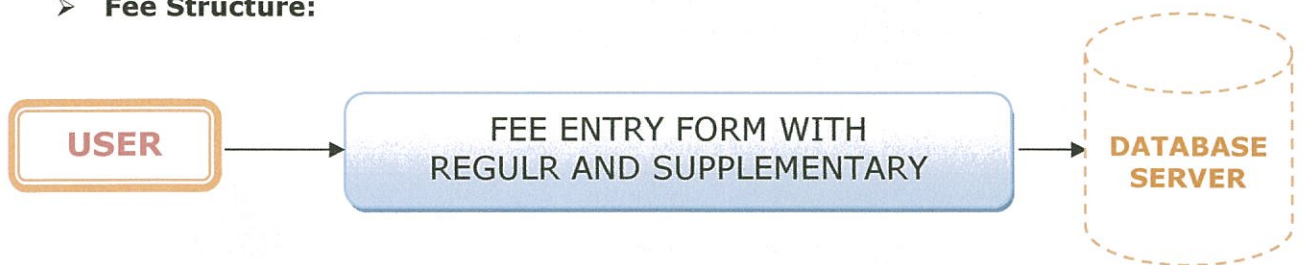 ➢ Fee Structure:
USER
FEE ENTRY FORM WITH
REGULR AND SUPPLEMENTARY
DATABASE
SERVER